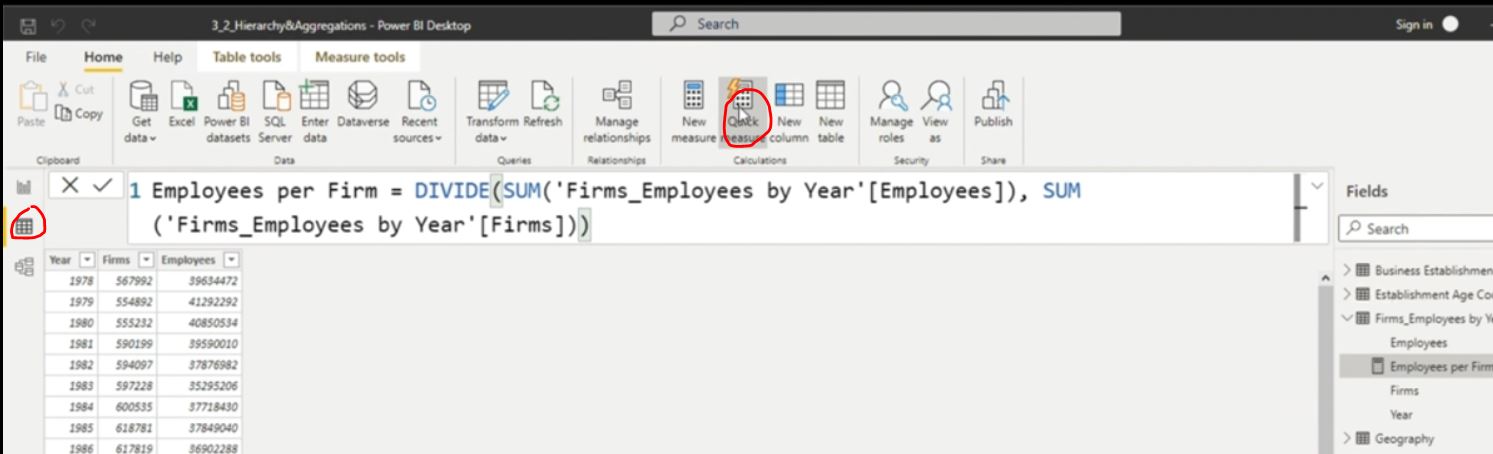 3_2_Hierarchy&Aggregations - Power BI Desktop
Search
Sign in
File Home Help Table tools Measure tools
Paste
Cut
Copy
Get data
Excel
Power BI datasets
SQL Server
Enter data
Dataverse
Recent sources
Transform data
Refresh
Manage relationships
New measure
Quick measure
New column
New table
Manage roles
View as
Publish
Clipboard Data Queries Relationships Calculations Security Share
1 Employees per Firm = DIVIDE(SUM('Firms_Employees by Year'[Employees]), SUM
('Firms_Employees by Year'[Firms]))
Year Firms Employees
1978 567992 39634472
1979 554892 41292292
1980 555232 40850534
1981 590199 39590010
1982 594097 37876982
1983 597228 35295206
1984 600535 37718430
1985 618781 37849040
1986 617819 36902288
Fields
Search
Business Establishmen
Establishment Age Co
Firms_Employees by Y
Employees
Employees per Firm
Firms
Year
Geography